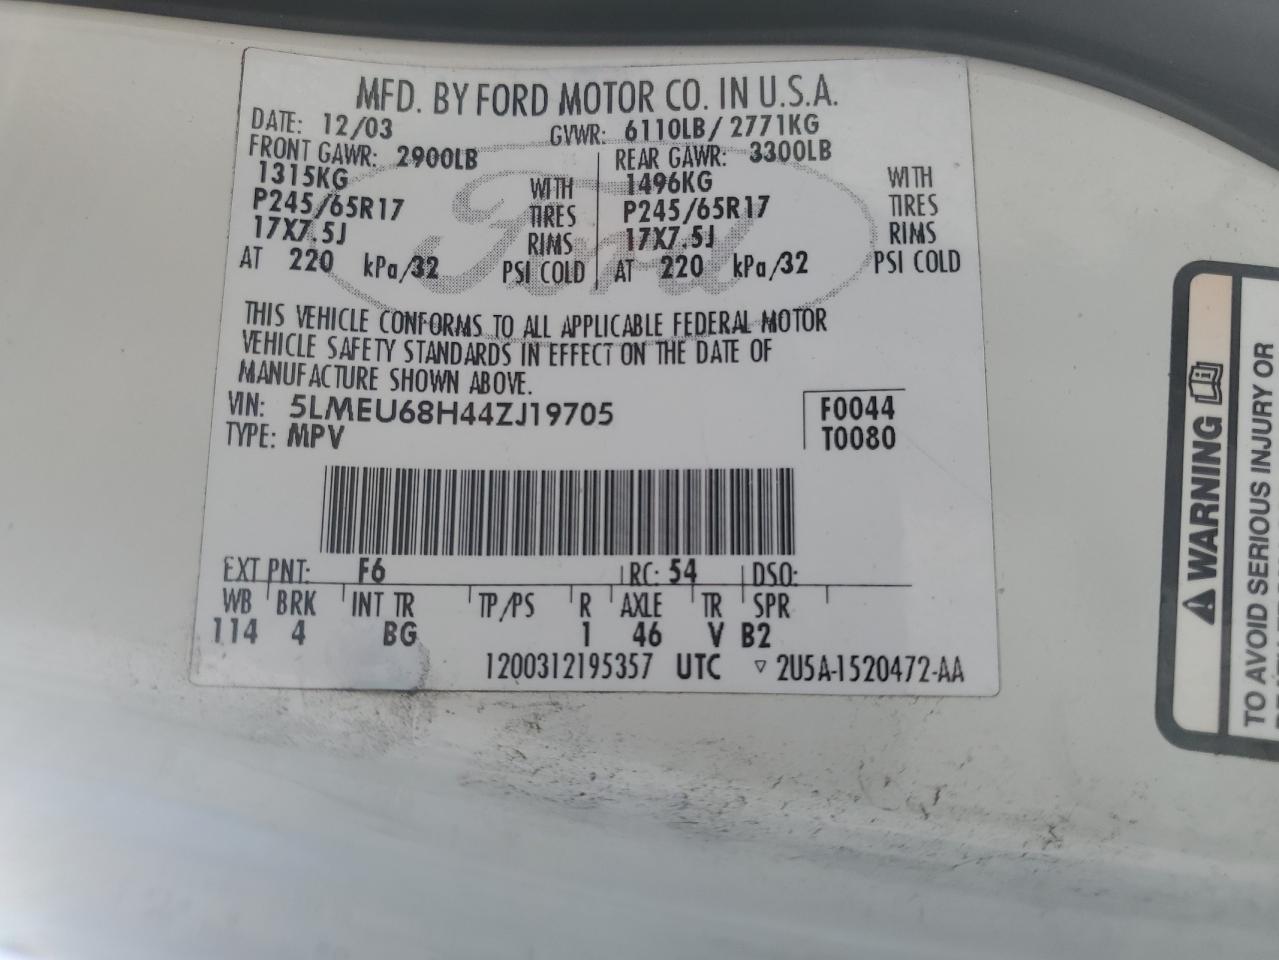 MFD. BY FORD MOTOR CO. IN U.S.A.
DATE: 12/03 GVWR: 6110LB/2771KG
FRONT GAWR: 2900LB REAR GAWR: 3300LB
1315KG WITH 1496KG WITH
P245/65R17 TIRES P245/65R17 TIRES
17X7.5J RIMS 17X7.5J RIMS
AT 220 kPa/32 PSI COLD AT 220 kPa/32 PSI COLD
Ford
THIS VEHICLE CONFORMS TO ALL APPLICABLE FEDERAL MOTOR
VEHICLE SAFETY STANDARDS IN EFFECT ON THE DATE OF
MANUFACTURE SHOWN ABOVE.
VIN: 5LMEU68H44ZJ19705 F0044
TYPE: MPV T0080
EXT PNT: F6 RC: 54 DSO:
WB BRK INT TR TP/PS R AXLE TR SPR
114 4 BG 1 46 V B2
1200312195357 UTC ▿ 2U5A-1520472-AA
⚠ WARNING
TO AVOID SERIOUS INJURY OR